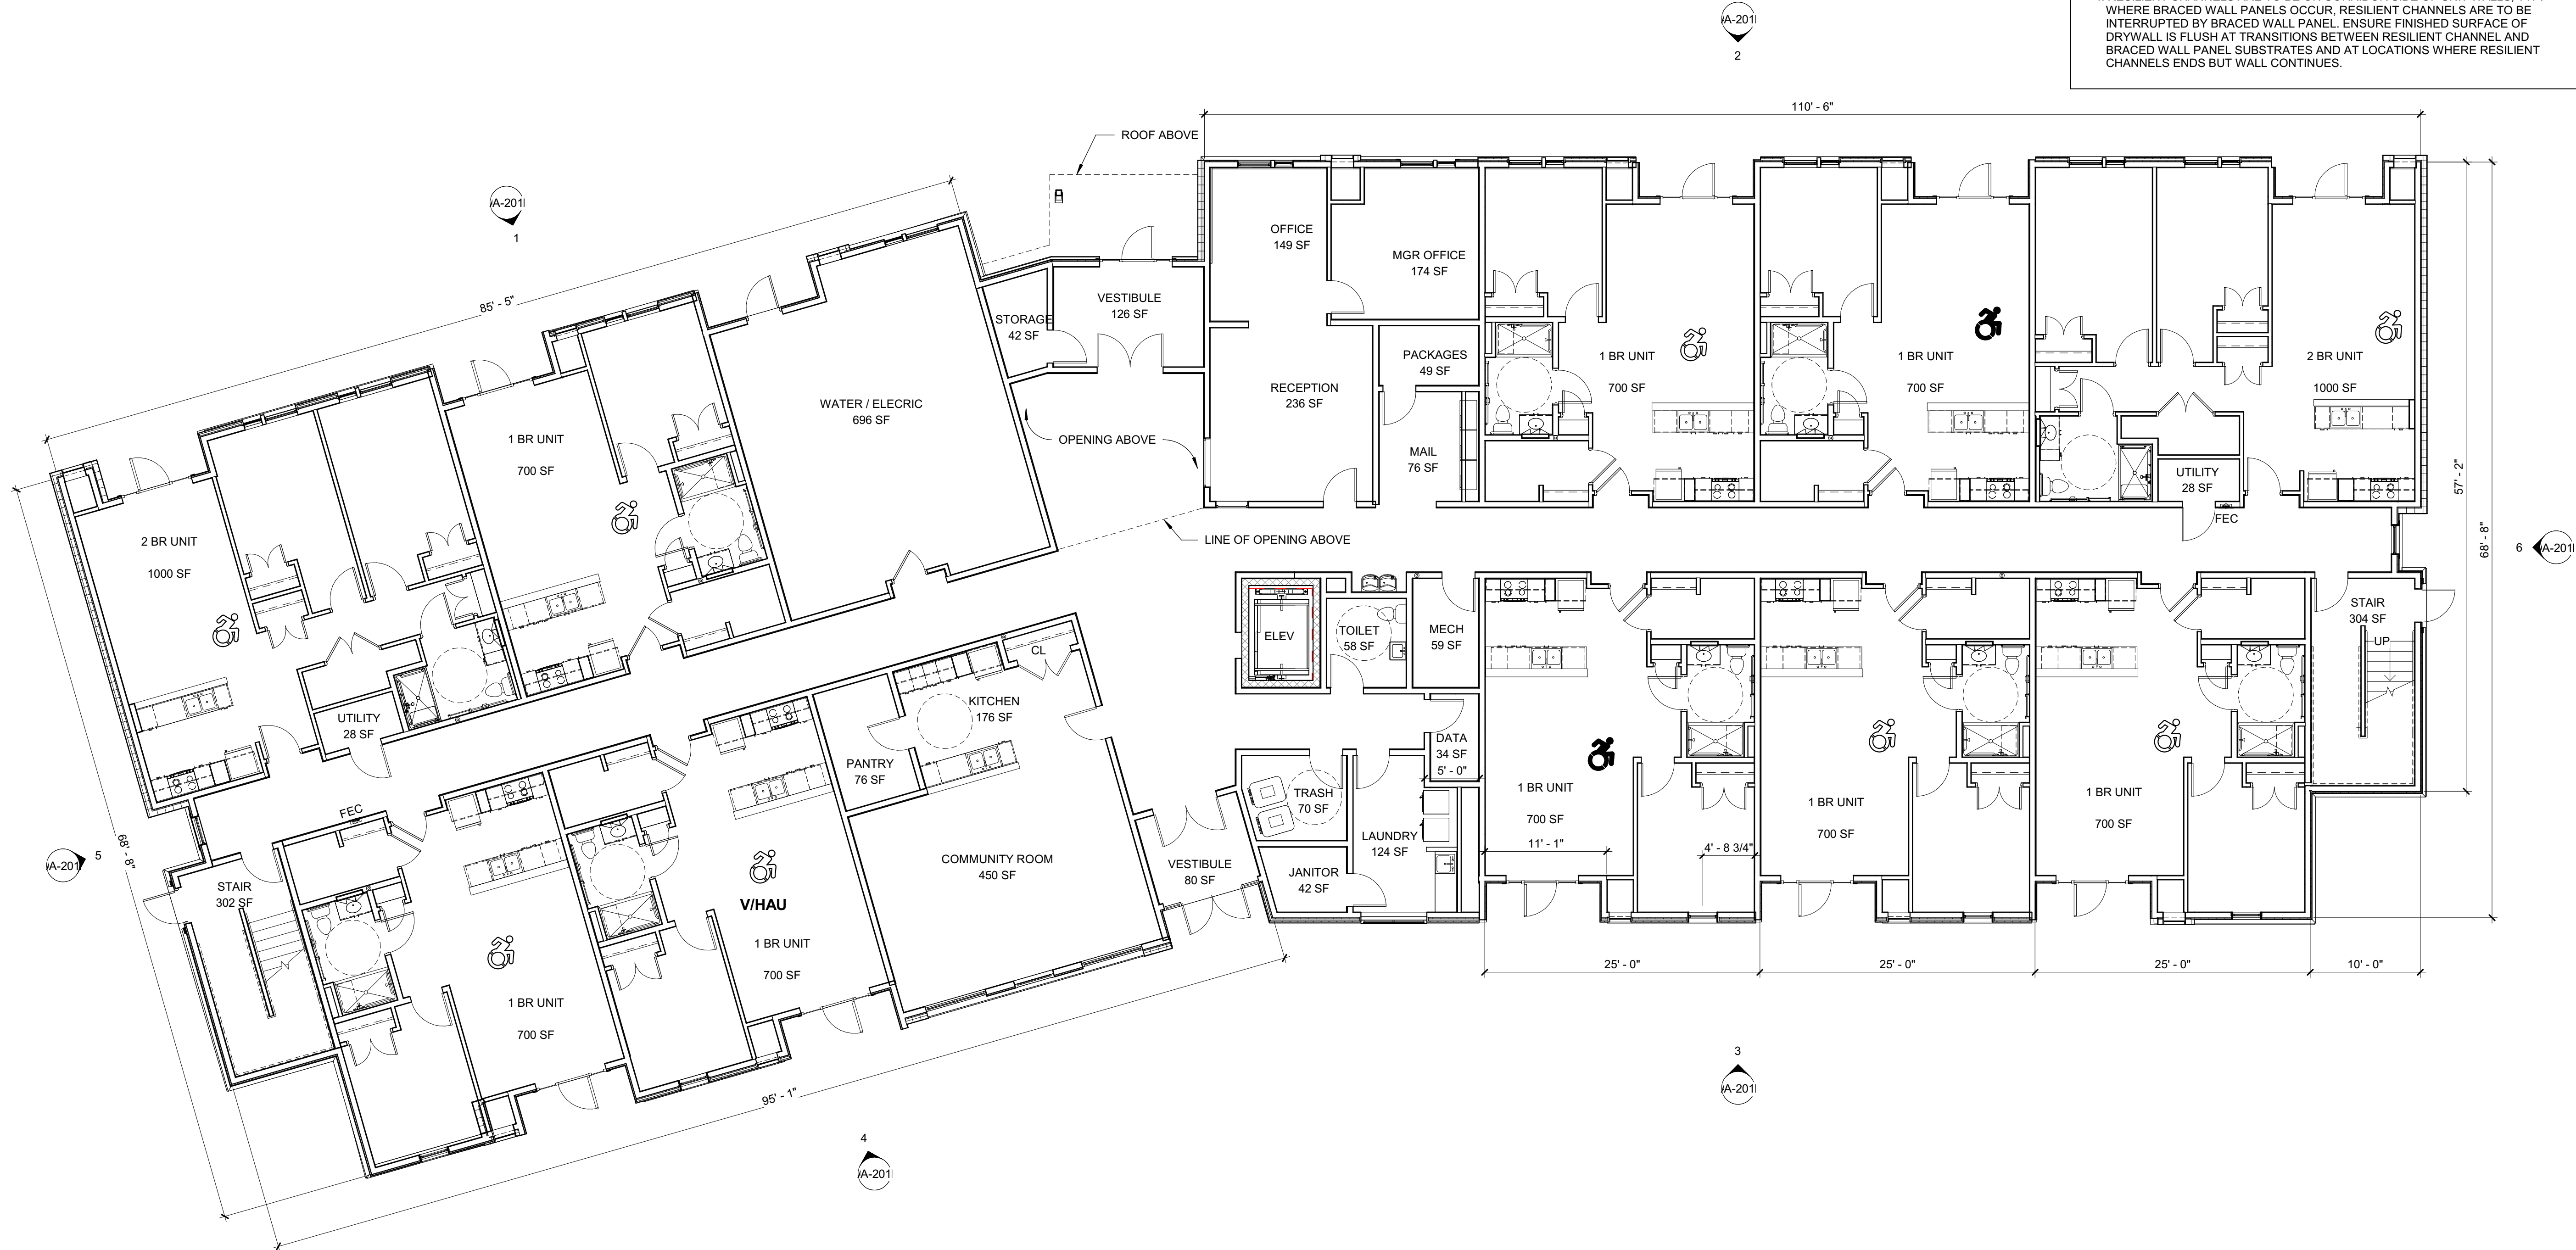 WHERE BRACED WALL PANELS OCCUR, RESILIENT CHANNELS ARE TO BE
INTERRUPTED BY BRACED WALL PANEL. ENSURE FINISHED SURFACE OF
DRYWALL IS FLUSH AT TRANSITIONS BETWEEN RESILIENT CHANNEL AND
BRACED WALL PANEL SUBSTRATES AND AT LOCATIONS WHERE RESILIENT
CHANNELS ENDS BUT WALL CONTINUES.
A-201
2
110' - 6"
ROOF ABOVE
A-201
1
85' - 5"
OFFICE
149 SF
MGR OFFICE
174 SF
VESTIBULE
126 SF
STORAGE
42 SF
PACKAGES
49 SF
1 BR UNIT
700 SF
1 BR UNIT
700 SF
2 BR UNIT
1000 SF
RECEPTION
236 SF
WATER / ELECRIC
696 SF
OPENING ABOVE
1 BR UNIT
700 SF
MAIL
76 SF
UTILITY
28 SF
57' - 2"
68' - 8"
FEC
LINE OF OPENING ABOVE
2 BR UNIT
1000 SF
6
A-201
ELEV
TOILET
58 SF
MECH
59 SF
STAIR
304 SF
UP
CL
KITCHEN
176 SF
UTILITY
28 SF
PANTRY
76 SF
DATA
34 SF
5' - 0"
TRASH
70 SF
1 BR UNIT
700 SF
1 BR UNIT
700 SF
1 BR UNIT
700 SF
FEC
68' - 8"
LAUNDRY
124 SF
11' - 1"
4' - 8 3/4"
5
A-201
COMMUNITY ROOM
450 SF
VESTIBULE
80 SF
JANITOR
42 SF
STAIR
302 SF
V/HAU
1 BR UNIT
700 SF
25' - 0"
25' - 0"
25' - 0"
10' - 0"
1 BR UNIT
700 SF
95' - 1"
3
A-201
4
A-201